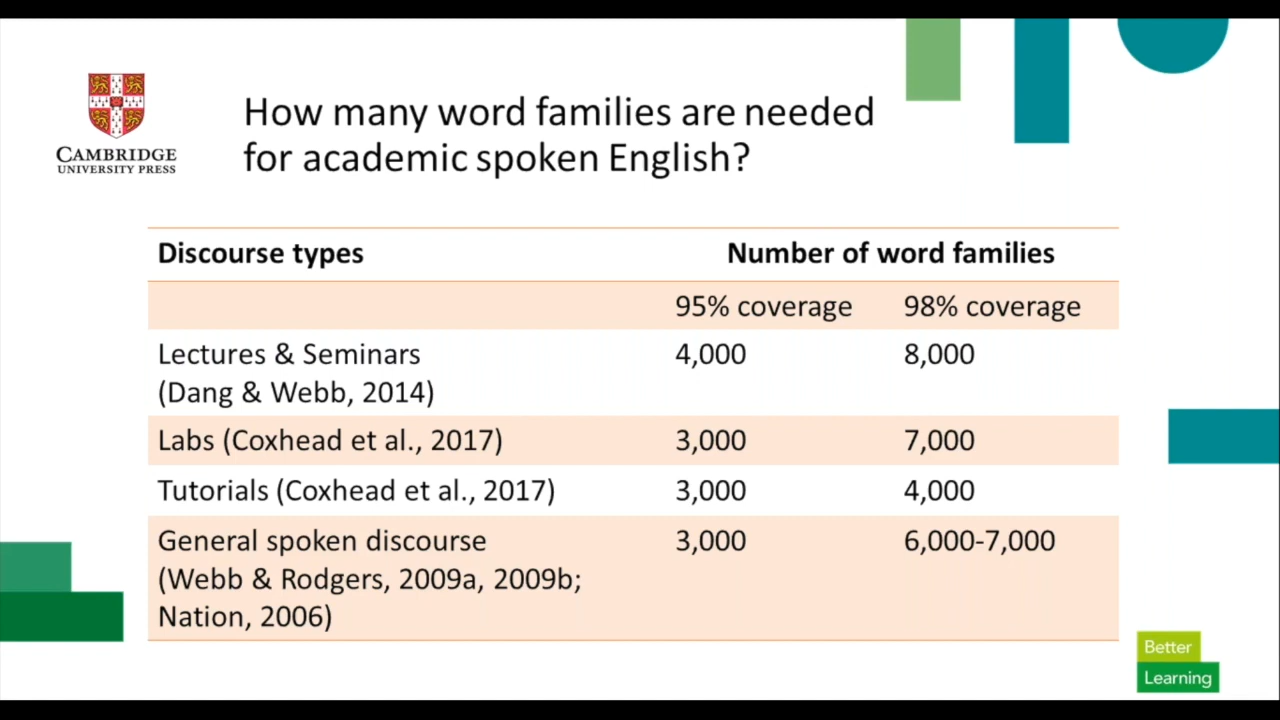 CAMBRIDGE
UNIVERSITY PRESS
How many word families are needed
for academic spoken English?
Discourse types Number of word families
95% coverage 98% coverage
Lectures & Seminars 4,000 8,000
(Dang & Webb, 2014)
Labs (Coxhead et al., 2017) 3,000 7,000
Tutorials (Coxhead et al., 2017) 3,000 4,000
General spoken discourse 3,000 6,000-7,000
(Webb & Rodgers, 2009a, 2009b;
Nation, 2006)
Better
Learning